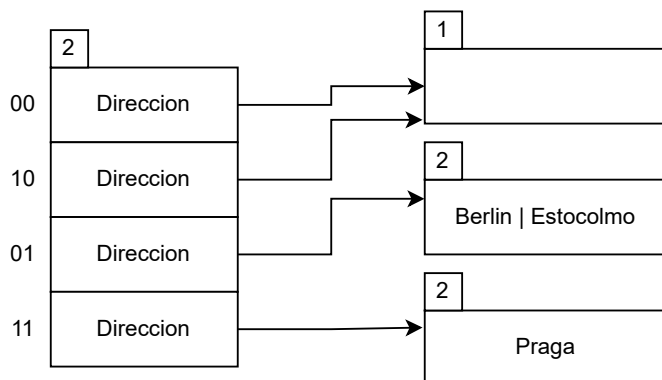 1
2
00 Direccion
10 Direccion
2
Berlin | Estocolmo
01 Direccion
2
11 Direccion
Praga